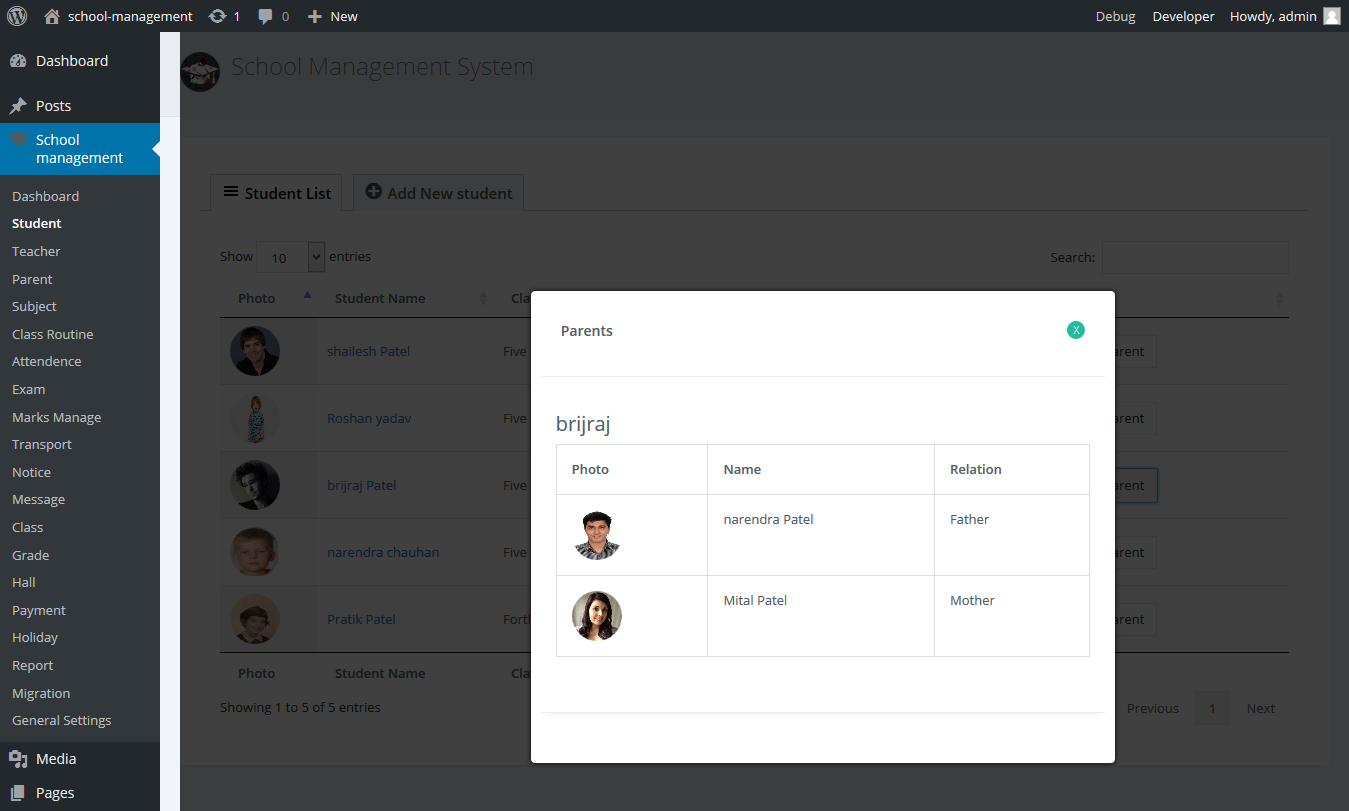 school-management 1 0 New Debug Developer Howdy, admin
Dashboard
Posts
School
management
Dashboard
Student
Teacher
Parent
Subject
Class Routine
Attendence
Exam
Marks Manage
Transport
Notice
Message
Class
Grade
Hall
Payment
Holiday
Report
Migration
General Settings
Media
Pages
School Management System
Student List Add New student
Show 10 entries Search:
Photo Student Name Cla
shailesh Patel Five arent
Roshan yadav Five arent
brijraj Patel Five arent
narendra chauhan Five arent
Pratik Patel Fort arent
Photo Student Name Cla
Showing 1 to 5 of 5 entries Previous 1 Next
Parents X
brijraj
Photo Name Relation
narendra Patel Father
Mital Patel Mother